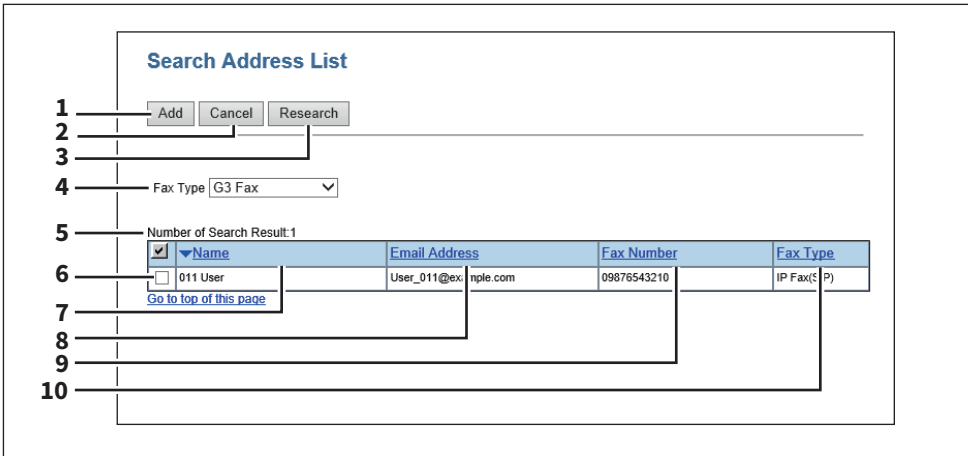 Search Address List
1
Add Cancel Research
2
3
4
Fax Type G3 Fax
5
Number of Search Result:1
Name Email Address Fax Number Fax Type
6
011 User User_011@example.com 09876543210 IP Fax(SIP)
Go to top of this page
7
8
9
10